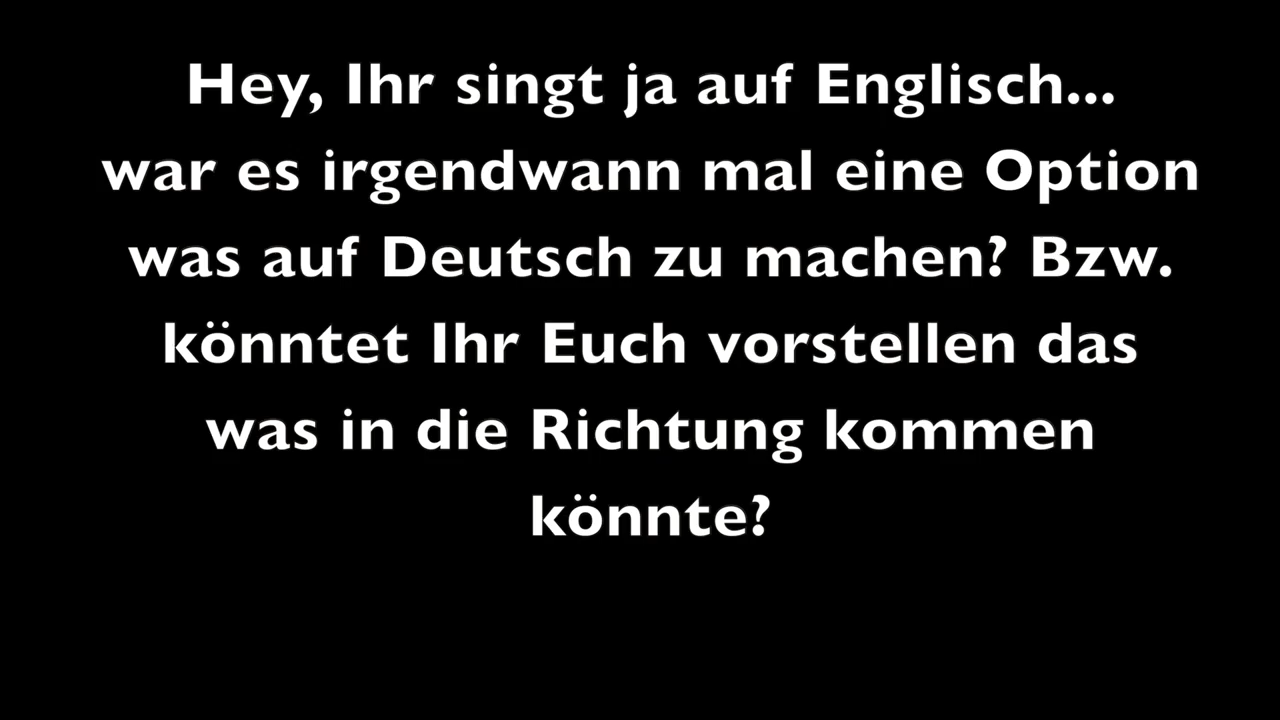 Hey, Ihr singt ja auf Englisch...
war es irgendwann mal eine Option
was auf Deutsch zu machen? Bzw.
könntet Ihr Euch vorstellen das
was in die Richtung kommen
könnte?